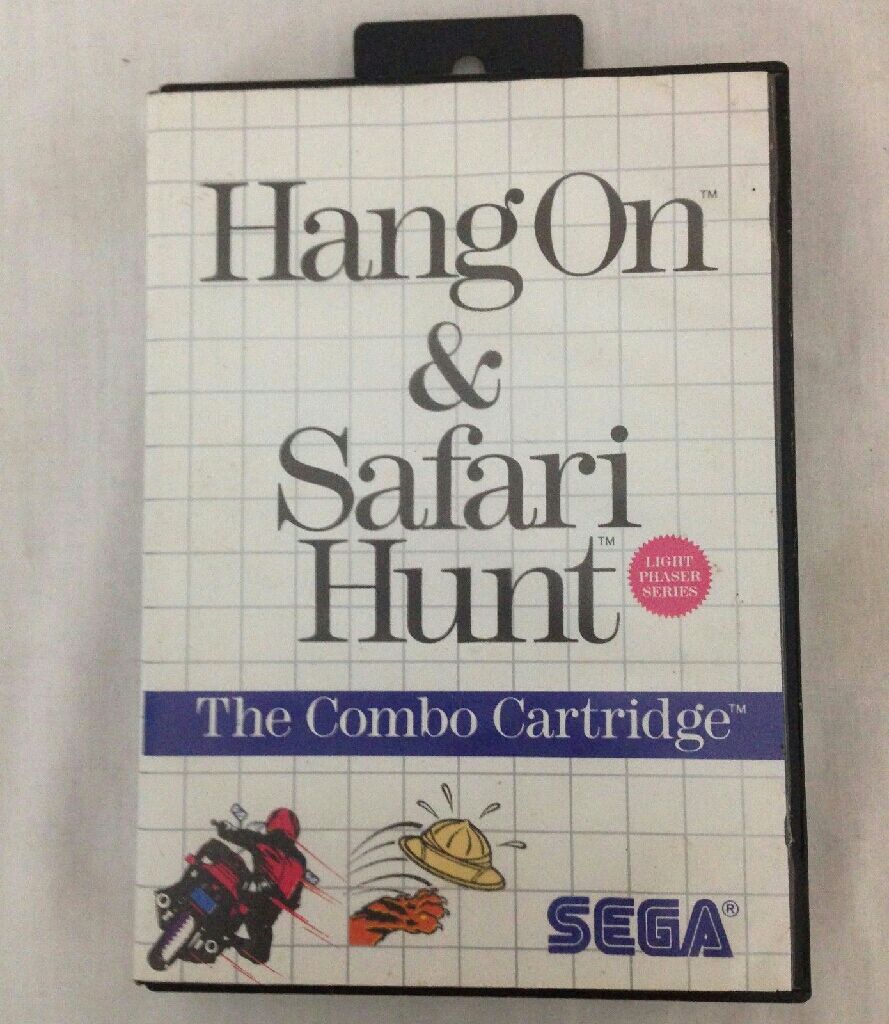 Hang On™
&
Safari
Hunt™
LIGHT
PHASER
SERIES
The Combo Cartridge™
SEGA®